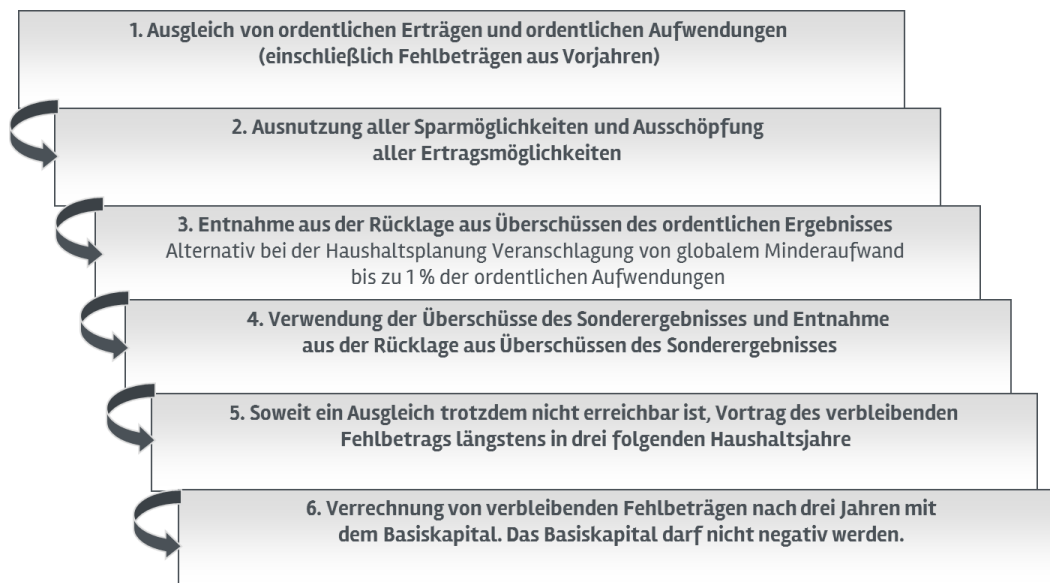 1. Ausgleich von ordentlichen Erträgen und ordentlichen Aufwendungen
(einschließlich Fehlbeträgen aus Vorjahren)
2. Ausnutzung aller Sparmöglichkeiten und Ausschöpfung
aller Ertragsmöglichkeiten
3. Entnahme aus der Rücklage aus Überschüssen des ordentlichen Ergebnisses
Alternativ bei der Haushaltsplanung Veranschlagung von globalem Minderaufwand
bis zu 1 % der ordentlichen Aufwendungen
4. Verwendung der Überschüsse des Sonderergebnisses und Entnahme
aus der Rücklage aus Überschüssen des Sonderergebnisses
5. Soweit ein Ausgleich trotzdem nicht erreichbar ist, Vortrag des verbleibenden
Fehlbetrags längstens in drei folgenden Haushaltsjahre
6. Verrechnung von verbleibenden Fehlbeträgen nach drei Jahren mit
dem Basiskapital. Das Basiskapital darf nicht negativ werden.